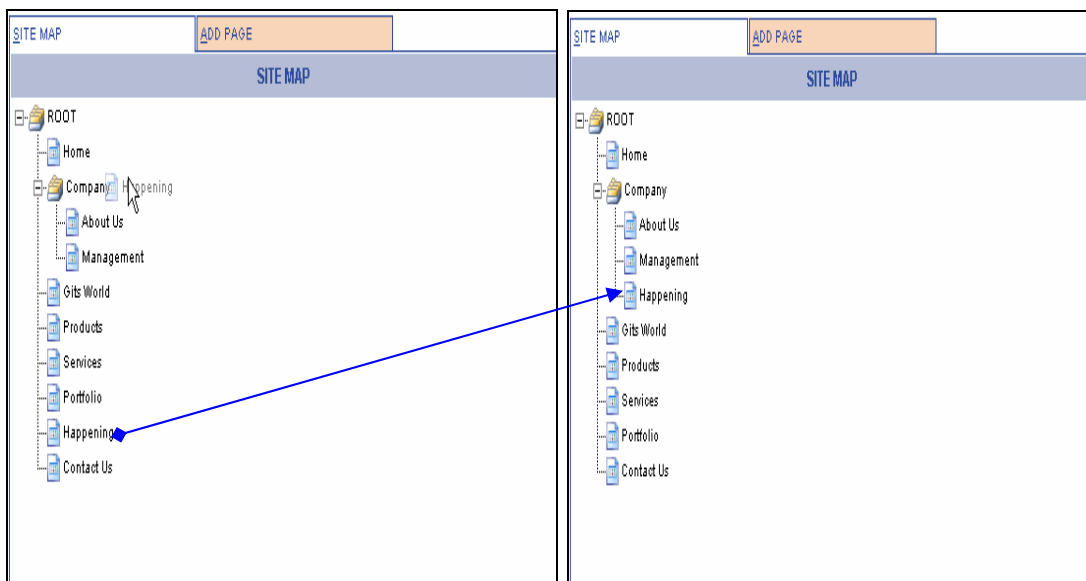 SITE MAP
ADD PAGE
SITE MAP
ROOT
Home
Company Happening
About Us
Management
Gits World
Products
Services
Portfolio
Happening
Contact Us
SITE MAP
ADD PAGE
SITE MAP
ROOT
Home
Company
About Us
Management
Happening
Gits World
Products
Services
Portfolio
Contact Us